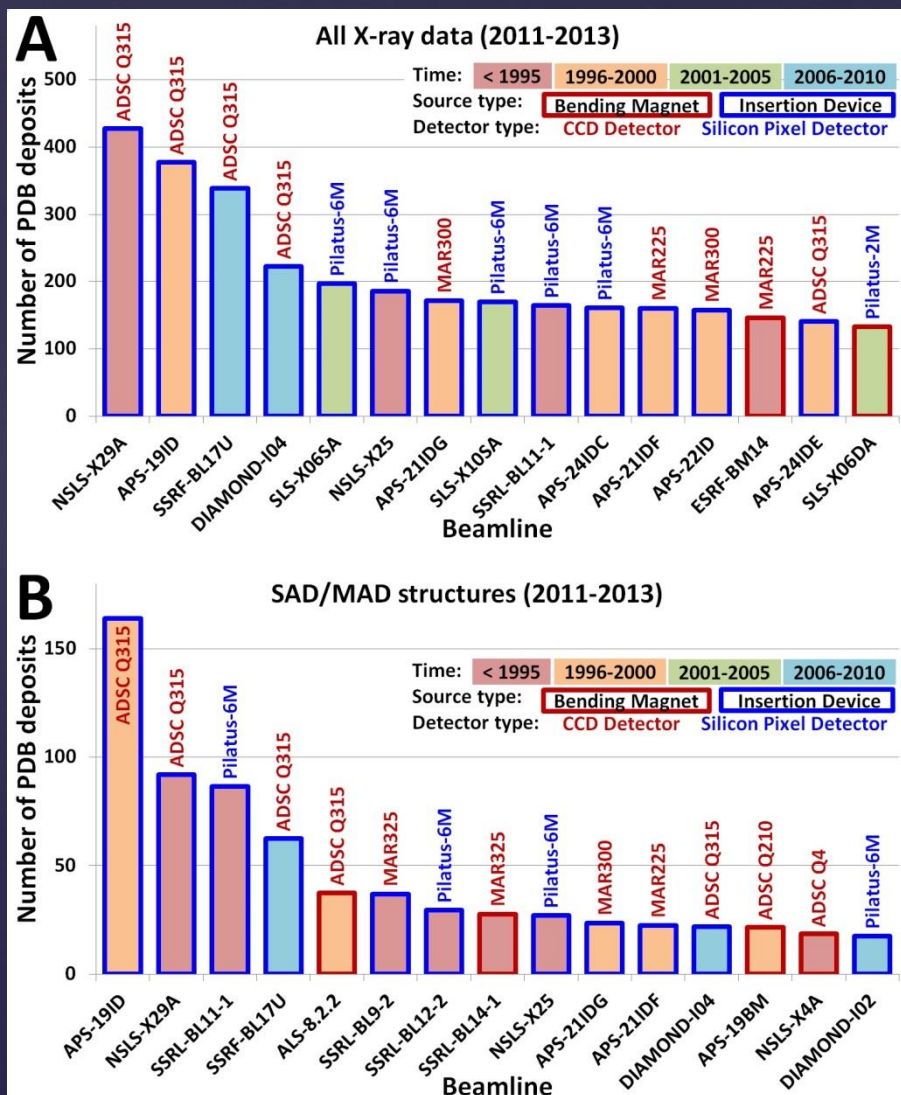 A
All X-ray data (2011-2013)
Time: < 1995 1996-2000 2001-2005 2006-2010
Source type: Bending Magnet Insertion Device
Detector type: CCD Detector Silicon Pixel Detector
Number of PDB deposits
500
400
300
200
100
0
ADSC Q315
ADSC Q315
ADSC Q315
ADSC Q315
Pilatus-6M
Pilatus-6M
MAR300
Pilatus-6M
Pilatus-6M
Pilatus-6M
MAR225
MAR300
MAR225
ADSC Q315
Pilatus-2M
NSLS-X29A
APS-19ID
SSRF-BL17U
DIAMOND-I04
SLS-X06SA
NSLS-X25
APS-21IDG
SLS-X10SA
SSRL-BL11-1
APS-24IDC
APS-21IDF
APS-22ID
ESRF-BM14
APS-24IDE
SLS-X06DA
Beamline
B
SAD/MAD structures (2011-2013)
Time: < 1995 1996-2000 2001-2005 2006-2010
Source type: Bending Magnet Insertion Device
Detector type: CCD Detector Silicon Pixel Detector
Number of PDB deposits
150
100
50
0
ADSC Q315
ADSC Q315
Pilatus-6M
ADSC Q315
ADSC Q315
MAR325
Pilatus-6M
MAR325
Pilatus-6M
MAR300
MAR225
ADSC Q315
ADSC Q210
ADSC Q4
Pilatus-6M
APS-19ID
NSLS-X29A
SSRL-BL11-1
SSRF-BL17U
ALS-8.2.2
SSRL-BL9-2
SSRL-BL12-2
SSRL-BL14-1
NSLS-X25
APS-21IDG
APS-21IDF
DIAMOND-I04
APS-19BM
NSLS-X4A
DIAMOND-I02
Beamline